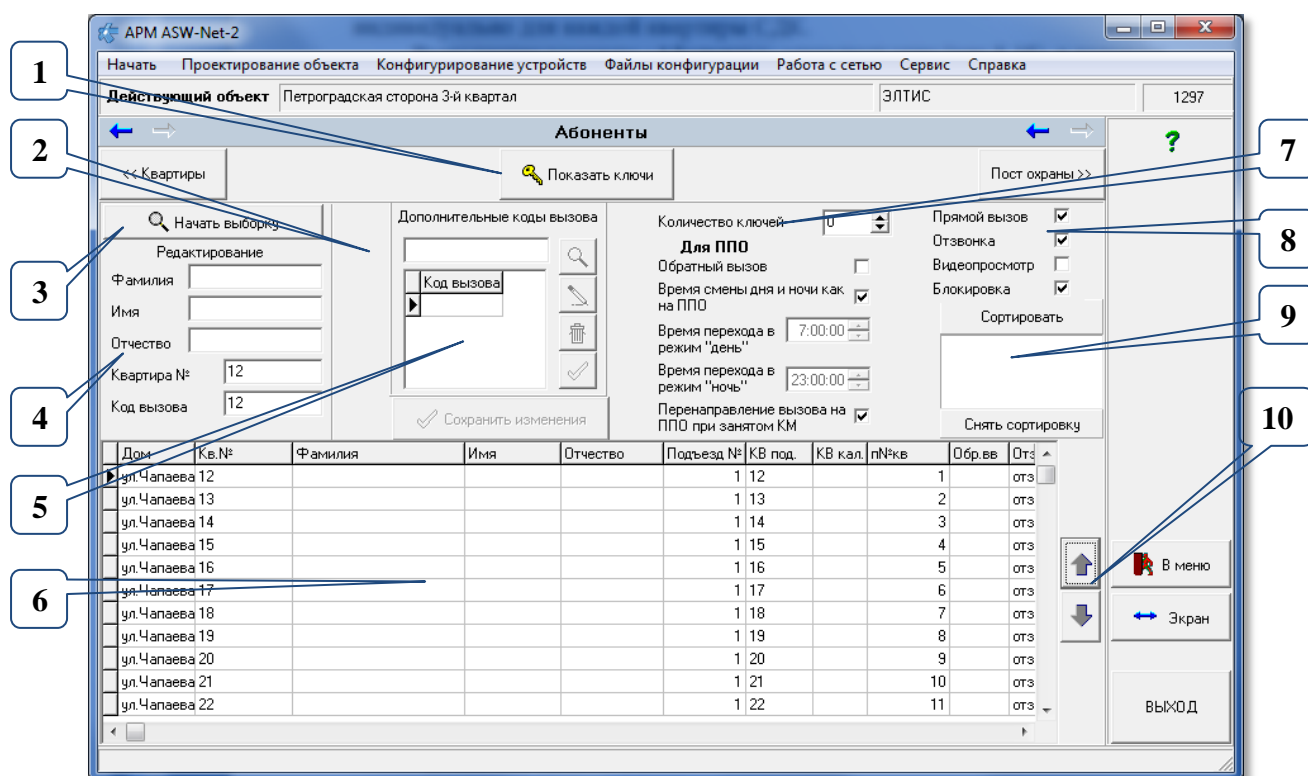 АРМ ASW-Net-2
Начать Проектирование объекта Конфигурирование устройств Файлы конфигурации Работа с сетью Сервис Справка
Действующий объект Петроградская сторона 3-й квартал ЭЛТИС 1297
Абоненты
?
<< Квартиры
Показать ключи
Пост охраны >>
Начать выборку
Редактирование
Фамилия
Имя
Отчество
Квартира № 12
Код вызова 12
Дополнительные коды вызова
Код вызова
Сохранить изменения
Количество ключей 0
Для ППО
Обратный вызов
Время смены дня и ночи как
на ППО
Время перехода в
режим "день" 7:00:00
Время перехода в
режим "ночь" 23:00:00
Перенаправление вызова на
ППО при занятом КМ
Прямой вызов
Отзвонка
Видеопросмотр
Блокировка
Сортировать
Снять сортировку
Дом Кв.№ Фамилия Имя Отчество Подъезд № КВ под. КВ кал. п№кв Обр.вв Отз
ул.Чапаева 12 1 12 1 отз
ул.Чапаева 13 1 13 2 отз
ул.Чапаева 14 1 14 3 отз
ул.Чапаева 15 1 15 4 отз
ул.Чапаева 16 1 16 5 отз
ул.Чапаева 17 1 17 6 отз
ул.Чапаева 18 1 18 7 отз
ул.Чапаева 19 1 19 8 отз
ул.Чапаева 20 1 20 9 отз
ул.Чапаева 21 1 21 10 отз
ул.Чапаева 22 1 22 11 отз
В меню
Экран
ВЫХОД
1
2
3
4
5
6
7
8
9
10